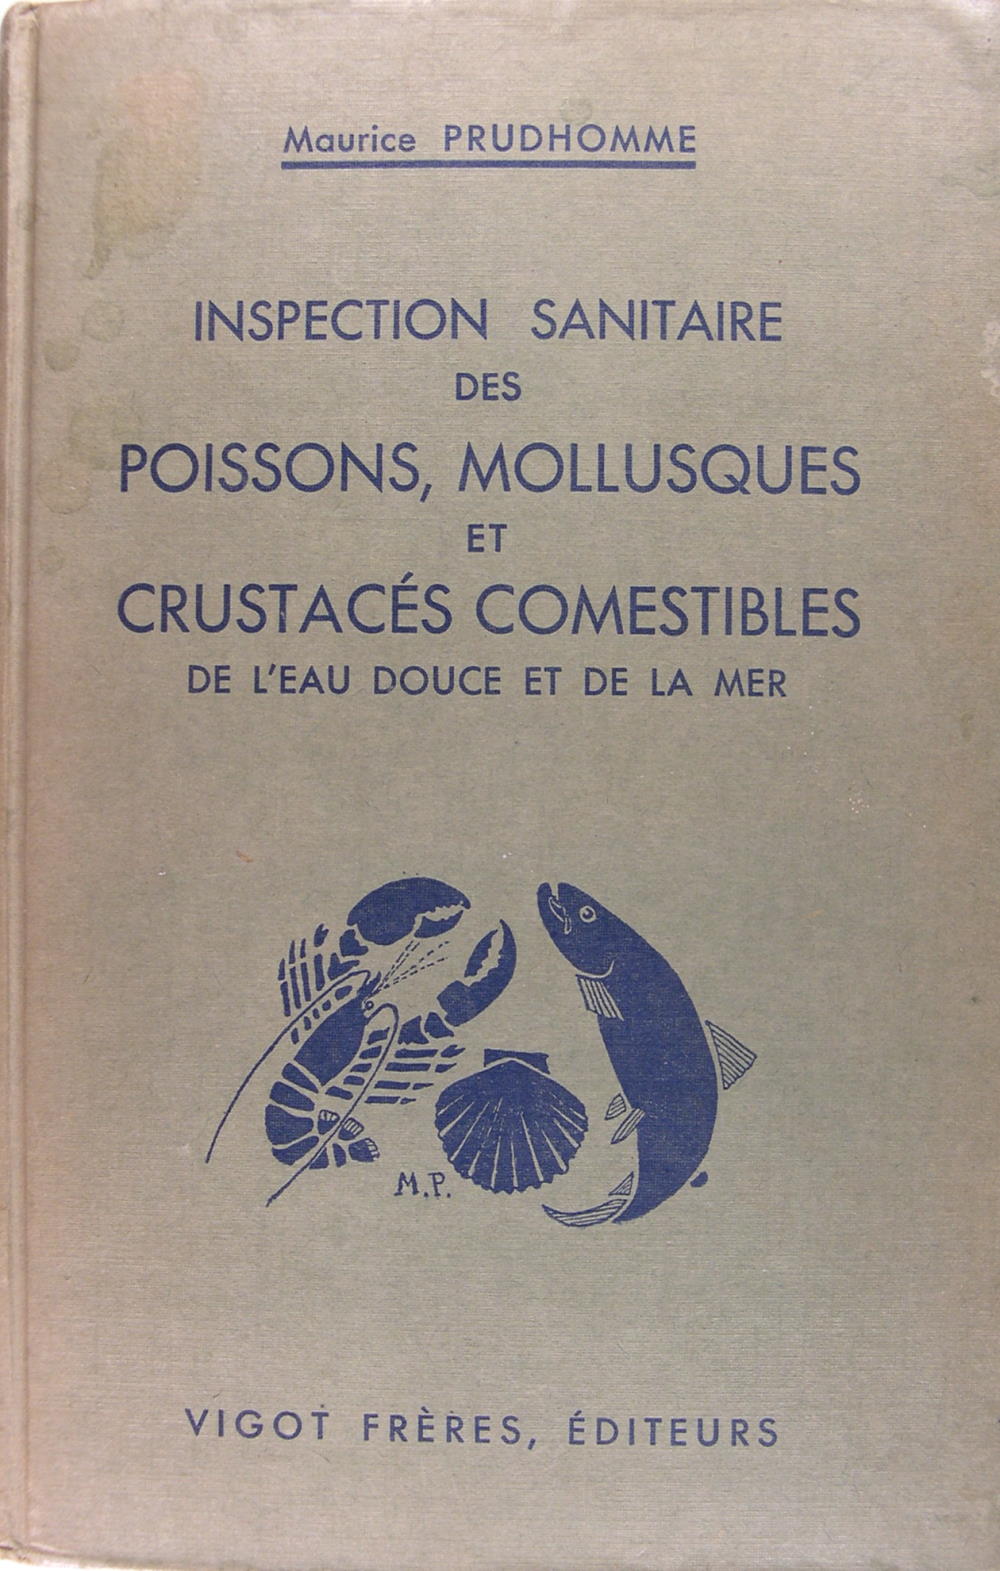 Maurice PRUDHOMME
INSPECTION SANITAIRE
DES
POISSONS, MOLLUSQUES
ET
CRUSTACÉS COMESTIBLES
DE L'EAU DOUCE ET DE LA MER
M.P.
VIGOT FRÈRES, ÉDITEURS